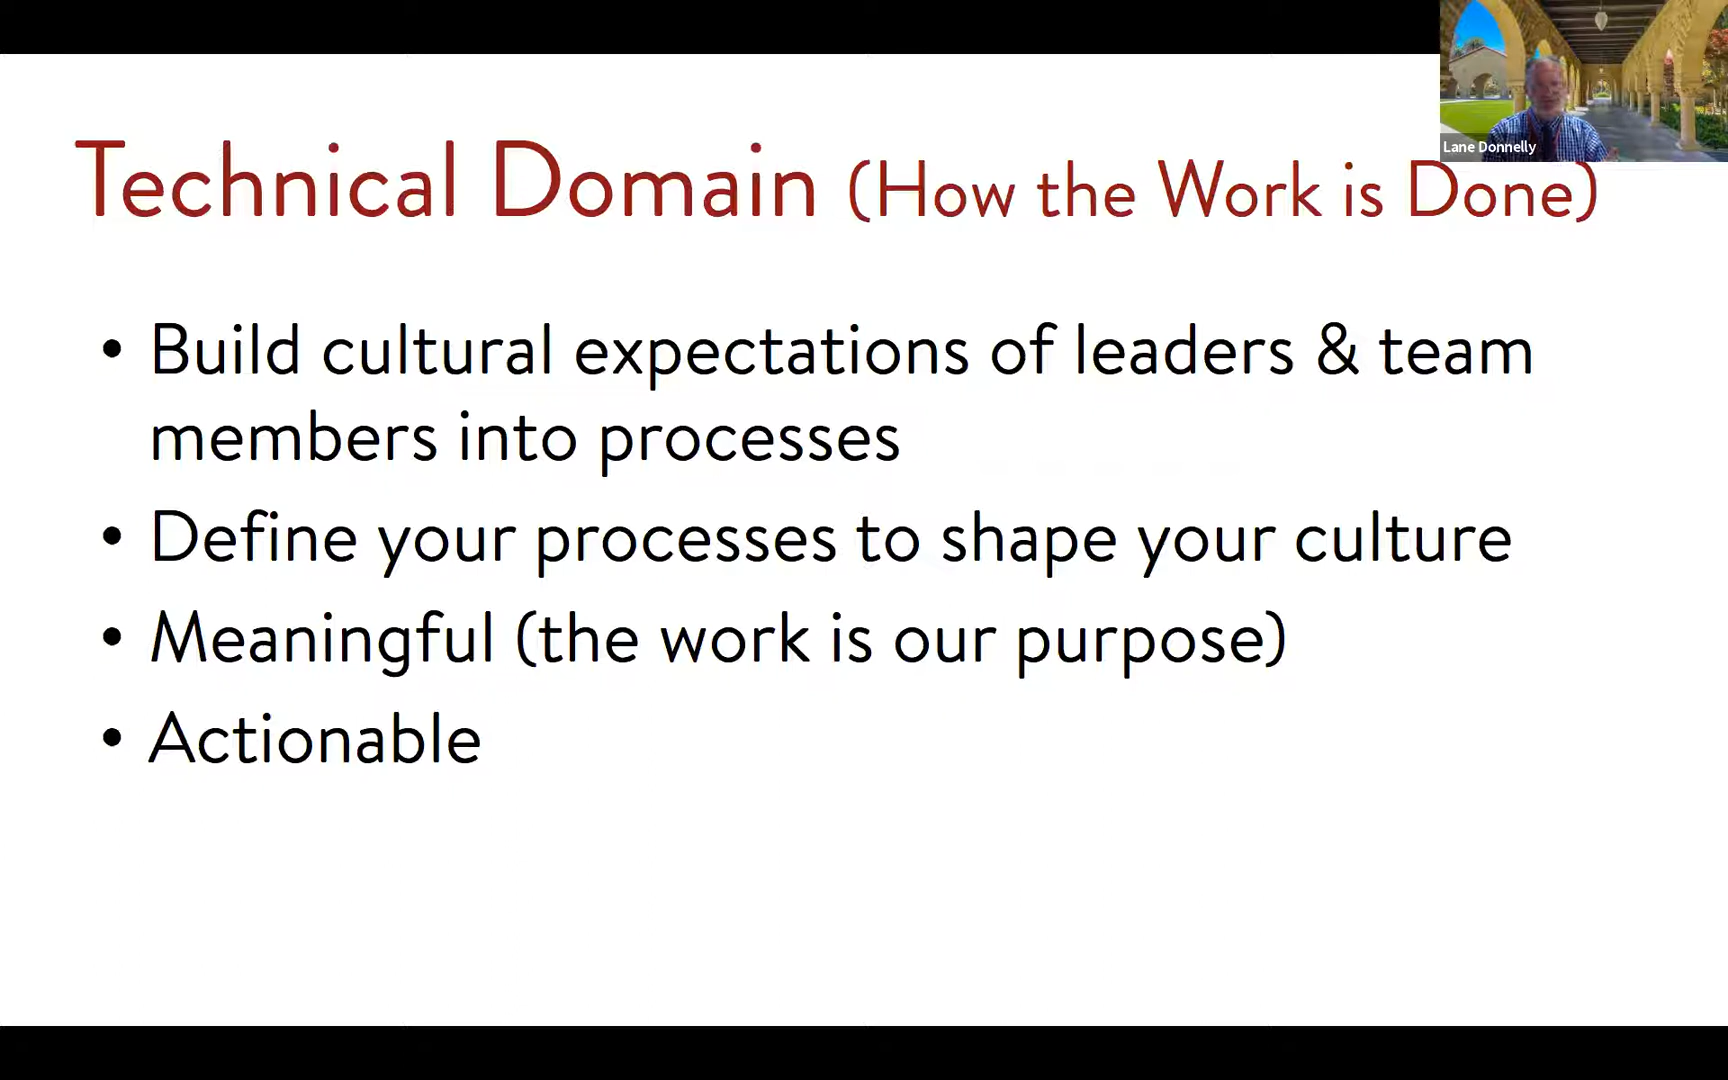 Lane Donnelly
Technical Domain (How the Work is Done)
• Build cultural expectations of leaders & team
members into processes
• Define your processes to shape your culture
• Meaningful (the work is our purpose)
• Actionable